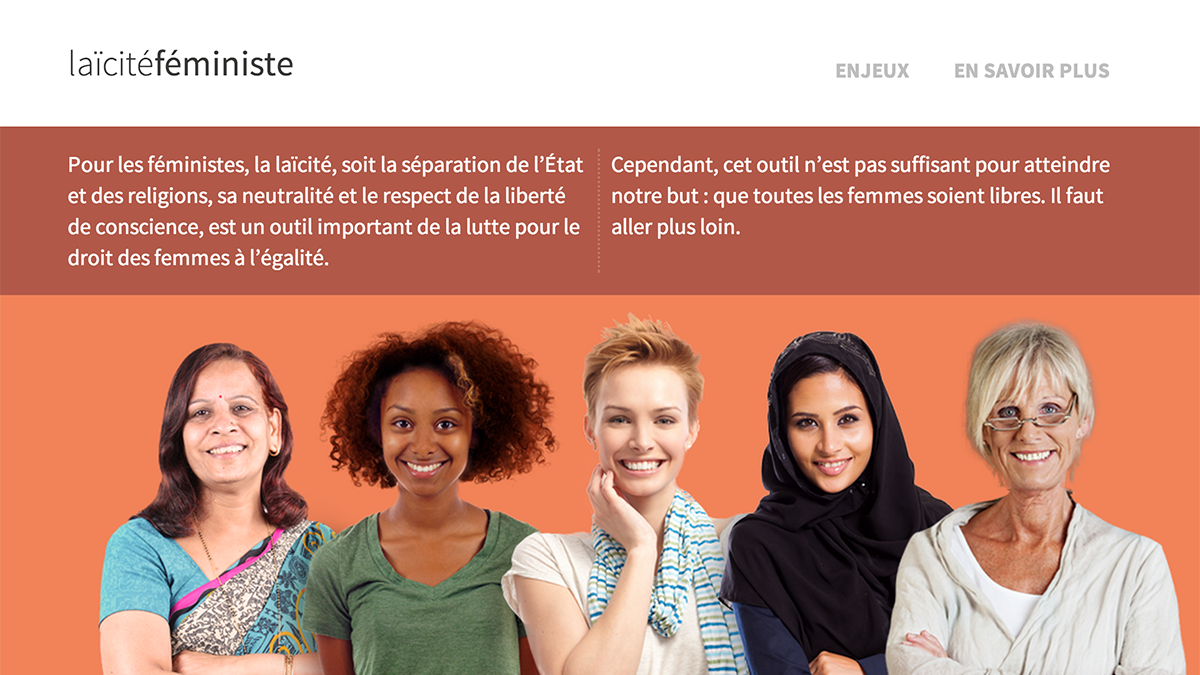 laïcitéféministe
ENJEUX EN SAVOIR PLUS
Pour les féministes, la laïcité, soit la séparation de l’État
et des religions, sa neutralité et le respect de la liberté
de conscience, est un outil important de la lutte pour le
droit des femmes à l’égalité.
Cependant, cet outil n’est pas suffisant pour atteindre
notre but : que toutes les femmes soient libres. Il faut
aller plus loin.